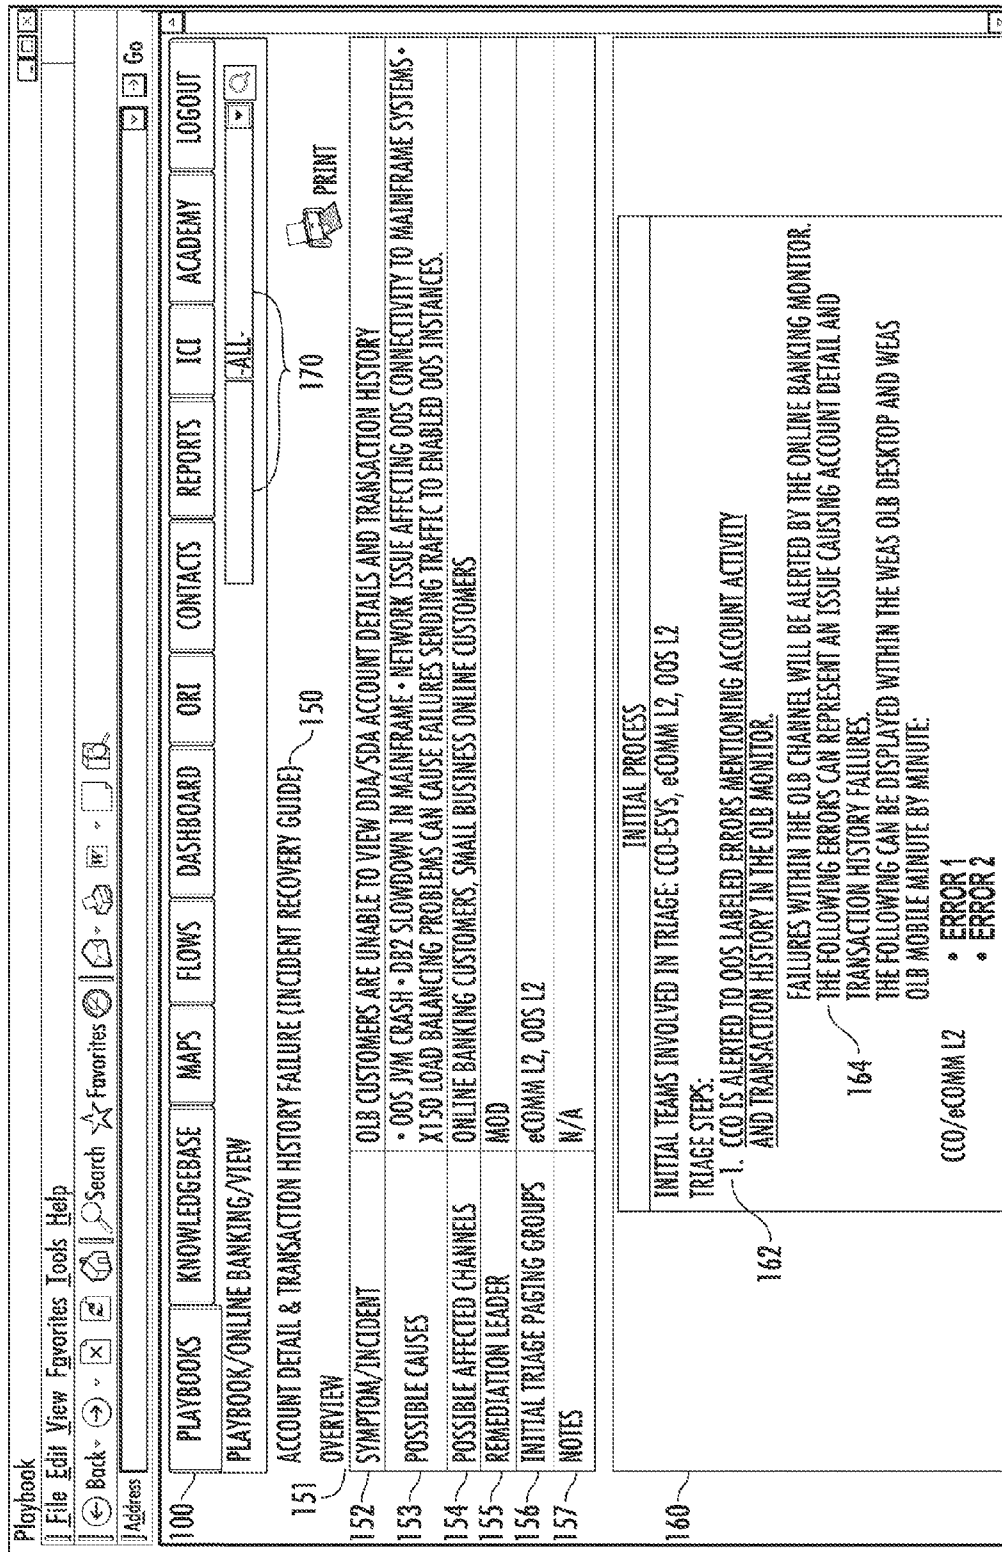 Playbook
File Edit View Favorites Tools Help
Back Search Favorites
Address Go
100
PLAYBOOKS KNOWLEDGEBASE MAPS FLOWS DASHBOARD ORI CONTACTS REPORTS ICI ACADEMY LOGOUT
PLAYBOOK/ONLINE BANKING/VIEW -ALL-
170
ACCOUNT DETAIL & TRANSACTION HISTORY FAILURE (INCIDENT RECOVERY GUIDE) 150
PRINT
151 OVERVIEW
152 SYMPTOM/INCIDENT OLB CUSTOMERS ARE UNABLE TO VIEW DDA/SDA ACCOUNT DETAILS AND TRANSACTION HISTORY
153 POSSIBLE CAUSES • OOS JVM CRASH • DB2 SLOWDOWN IN MAINFRAME • NETWORK ISSUE AFFECTING OOS CONNECTIVITY TO MAINFRAME SYSTEMS •
X150 LOAD BALANCING PROBLEMS CAN CAUSE FAILURES SENDING TRAFFIC TO ENABLED OOS INSTANCES.
154 POSSIBLE AFFECTED CHANNELS ONLINE BANKING CUSTOMERS, SMALL BUSINESS ONLINE CUSTOMERS
155 REMEDIATION LEADER MOD
156 INITIAL TRIAGE PAGING GROUPS eCOMM L2, OOS L2
157 NOTES N/A
160
INITIAL PROCESS
INITIAL TEAMS INVOLVED IN TRIAGE: CCO-ESYS, eCOMM L2, OOS L2
TRIAGE STEPS:
162 1. CCO IS ALERTED TO OOS LABELED ERRORS MENTIONING ACCOUNT ACTIVITY
AND TRANSACTION HISTORY IN THE OLB MONITOR.
FAILURES WITHIN THE OLB CHANNEL WILL BE ALERTED BY THE ONLINE BANKING MONITOR.
164 THE FOLLOWING ERRORS CAN REPRESENT AN ISSUE CAUSING ACCOUNT DETAIL AND
TRANSACTION HISTORY FAILURES.
THE FOLLOWING CAN BE DISPLAYED WITHIN THE WEAS OLB DESKTOP AND WEAS
OLB MOBILE MINUTE BY MINUTE:
CCO/eCOMM L2
• ERROR 1
• ERROR 2